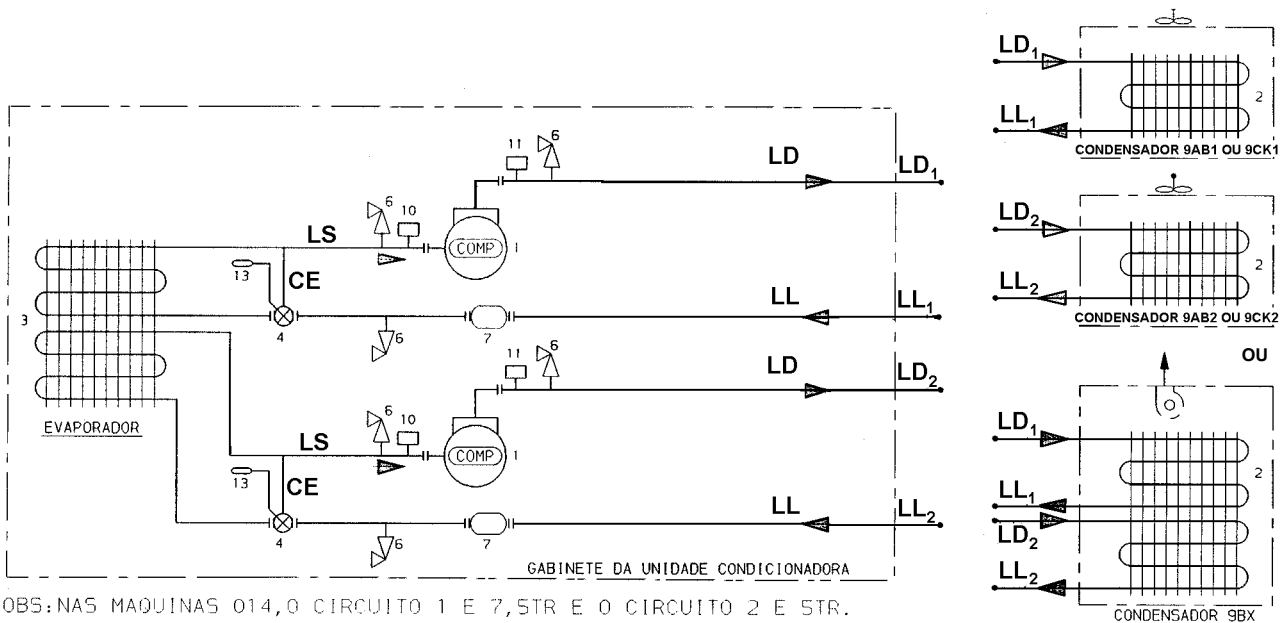 LD₁
2
LL₁
CONDENSADOR 9AB1 OU 9CK1
11
6
LD
LD₁
6
10
LS
COMP
1
13
CE
LL
LL₁
3
4
6
7
LD₂
2
LL₂
CONDENSADOR 9AB2 OU 9CK2
OU
11
6
LD
LD₂
EVAPORADOR
6
10
LS
COMP
1
13
CE
LL
LL₂
4
6
7
GABINETE DA UNIDADE CONDICIONADORA
LD₁
2
LL₁
LD₂
LL₂
CONDENSADOR 9BX
OBS:NAS MAQUINAS 014,O CIRCUITO 1 E 7,5TR E O CIRCUITO 2 E 5TR.